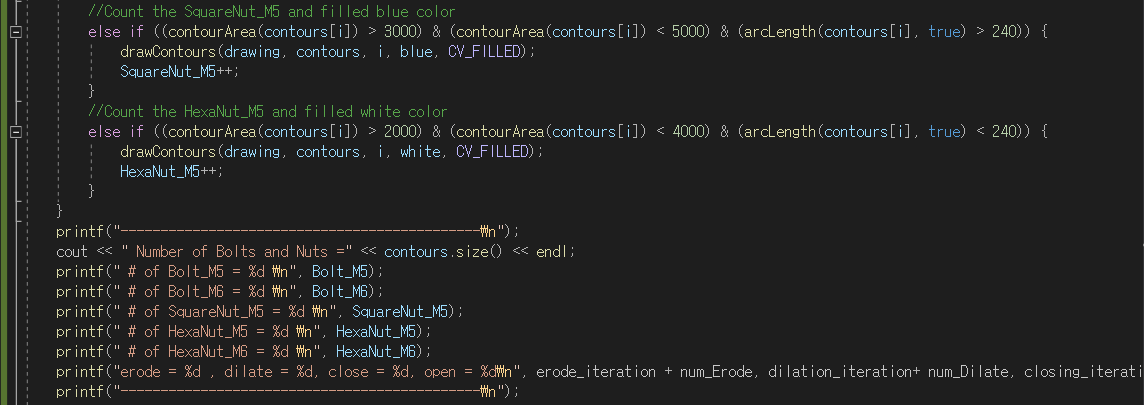 //Count the SquareNut_M5 and filled blue color
else if ((contourArea(contours[i]) > 3000) & (contourArea(contours[i]) < 5000) & (arcLength(contours[i], true) > 240)) {
drawContours(drawing, contours, i, blue, CV_FILLED);
SquareNut_M5++;
}
//Count the HexaNut_M5 and filled white color
else if ((contourArea(contours[i]) > 2000) & (contourArea(contours[i]) < 4000) & (arcLength(contours[i], true) < 240)) {
drawContours(drawing, contours, i, white, CV_FILLED);
HexaNut_M5++;
}
}
printf("---------------------------------------------₩n");
cout << " Number of Bolts and Nuts =" << contours.size() << endl;
printf(" # of Bolt_M5 = %d ₩n", Bolt_M5);
printf(" # of Bolt_M6 = %d ₩n", Bolt_M6);
printf(" # of SquareNut_M5 = %d ₩n", SquareNut_M5);
printf(" # of HexaNut_M5 = %d ₩n", HexaNut_M5);
printf(" # of HexaNut_M6 = %d ₩n", HexaNut_M6);
printf("erode = %d , dilate = %d, close = %d, open = %d₩n", erode_iteration + num_Erode, dilation_iteration+ num_Dilate, closing_iterati
printf("---------------------------------------------₩n");